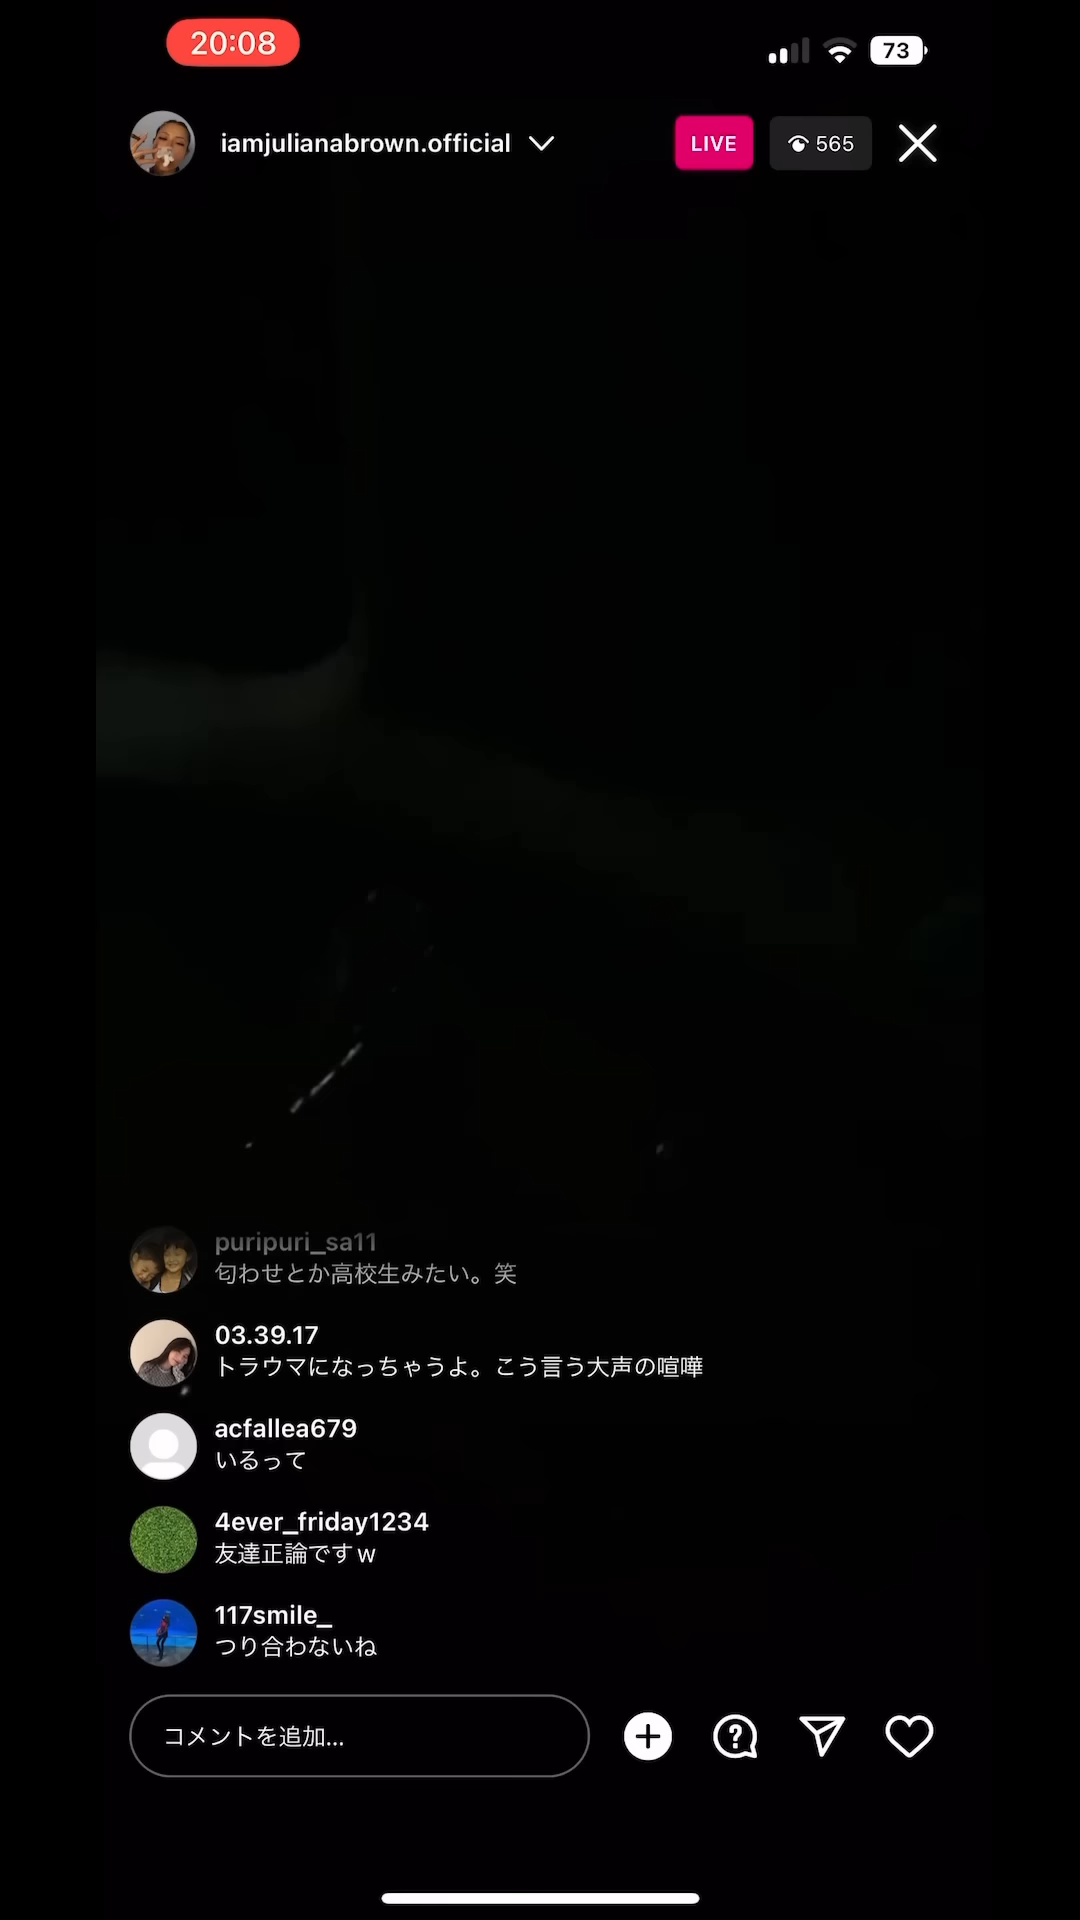 20:08
73
iamjulianabrown.official
LIVE
565
puripuri_sa11
匂わせとか高校生みたい。笑
03.39.17
トラウマになっちゃうよ。こう言う大声の喧嘩
acfallea679
いるって
4ever_friday1234
友達正論ですｗ
117smile_
つり合わないね
コメントを追加...